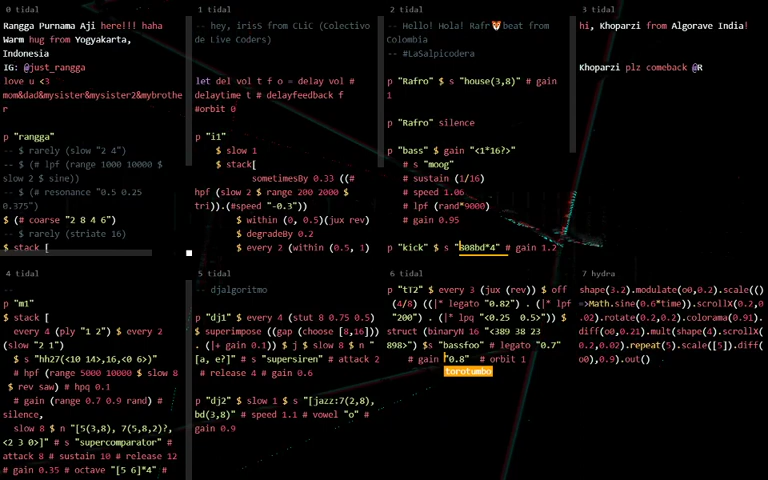 0 tidal
Rangga Purnama Aji here!!! haha
Warm hug from Yogyakarta,
Indonesia
IG: @just_rangga
love u <3
mom&dad&mysister&mysister2&mybrothe
r
p "rangga"
-- $ rarely (slow "2 4")
-- $ (# lpf (range 1000 10000 $
slow 2 $ sine))
-- $ (# resonance "0.5 0.25
0.375")
$ (# coarse "2 8 4 6")
-- $ rarely (striate 16)
$ stack [
1 tidal
-- hey, irisS from CLiC (Colectivo
de Live Coders)
let del vol t f o = delay vol #
delaytime t # delayfeedback f
#orbit 0
p "i1"
$ slow 1
$ stack[
sometimesBy 0.33 ((#
hpf (slow 2 $ range 200 2000 $
tri)).(#speed "-0.3"))
$ within (0, 0.5)(jux rev)
$ degradeBy 0.2
$ every 2 (within (0.5, 1)
2 tidal
-- Hello! Hola! Rafr🦊beat from
Colombia
-- #LaSalpicodera
p "Rafro" $ s "house(3,8)" # gain
1
p "Rafro" silence
p "bass" $ gain "<1*16?>"
# s "moog"
# sustain (1/16)
# speed 1.06
# lpf (rand*9000)
# gain 0.95
p "kick" $ s "808bd*4" # gain 1.2
3 tidal
hi, Khoparzi from Algorave India!
Khoparzi plz comeback @R
4 tidal
--
p "m1"
$ stack [
every 4 (ply "1 2") $ every 2
(slow "2 1")
$ s "hh27(<10 14>,16,<0 6>)"
# hpf (range 5000 10000 $ slow 8
$ rev saw) # hpq 0.1
# gain (range 0.7 0.9 rand) #
silence,
slow 8 $ n "[5(3,8), 7(5,8,2)?,
<2 3 0>]" # s "supercomparator" #
attack 8 # sustain 10 # release 12
# gain 0.35 # octave "[5 6]*4" #
5 tidal
-- djalgoritmo
p "dj1" $ every 4 (stut 8 0.75 0.5)
$ superimpose ((gap (choose [8,16]))
. (|+ gain 0.1)) $ j $ slow 8 $ n "
[a, e?]" # s "supersiren" # attack 2
# release 4 # gain 0.6
p "dj2" $ slow 1 $ s "[jazz:7(2,8),
bd(3,8)" # speed 1.1 # vowel "o" #
gain 0.9
6 tidal
p "tT2" $ every 3 (jux (rev)) $ off
(4/8) ((|* legato "0.82") . (|* lpf
"200") . (|* lpq "<0.25  0.5>")) $
struct (binaryN 16 "<389 38 23
898>") $s "bassfoo" # legato "0.7"
# gain "0.8"  # orbit 1
torotumbo
7 hydra
shape(3.2).modulate(o0,0.2).scale(()
=>Math.sine(0.6*time)).scrollX(0.2,0
.02).rotate(0.2,0.2).colorama(0.91).
diff(o0,0.21).mult(shape(4).scrollX(
0.2,0.02).repeat(5).scale([5]).diff(
o0),0.9).out()